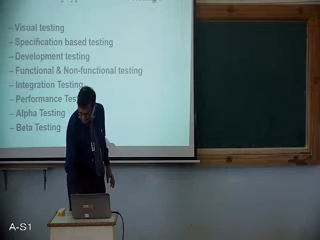 – Visual testing
– Specification based testing
– Development testing
– Functional & Non-functional testing
– Integration Testing
– Performance Tes
– Alpha Testing
– Beta Testing
A-S1